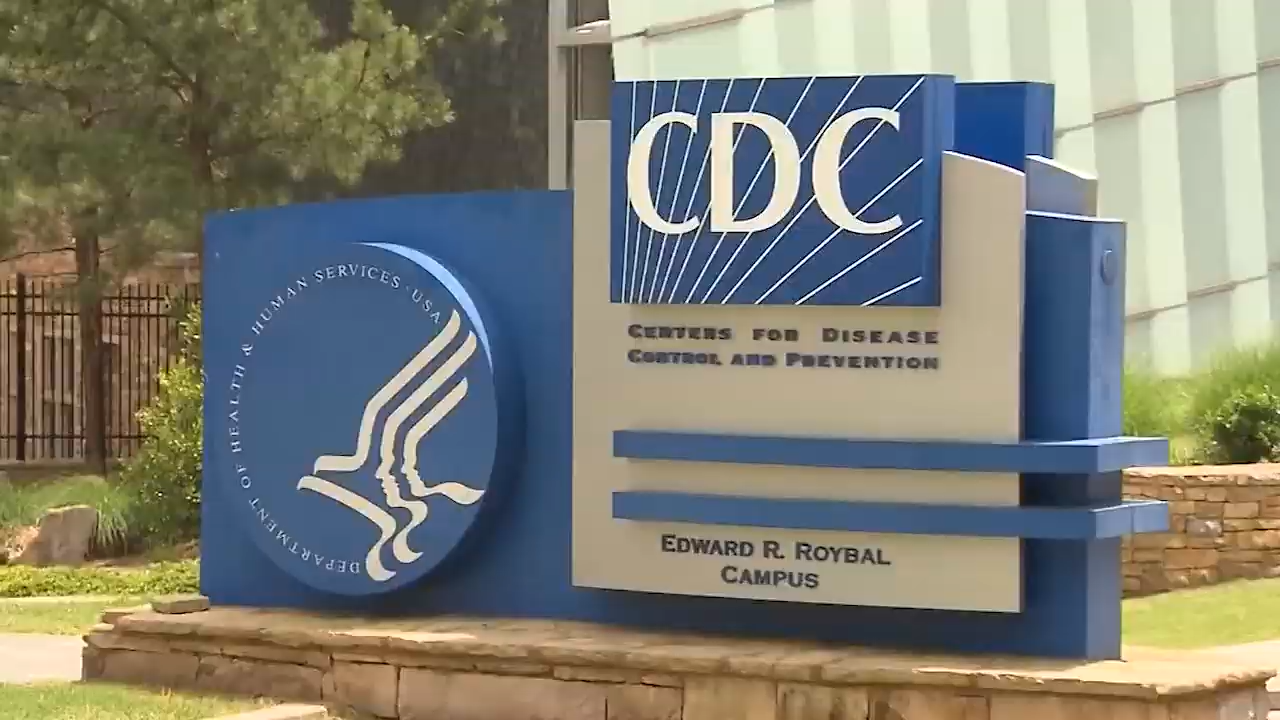 DEPARTMENT OF HEALTH & HUMAN SERVICES · USA
CDC
CENTERS FOR DISEASE
CONTROL AND PREVENTION
EDWARD R. ROYBAL
CAMPUS